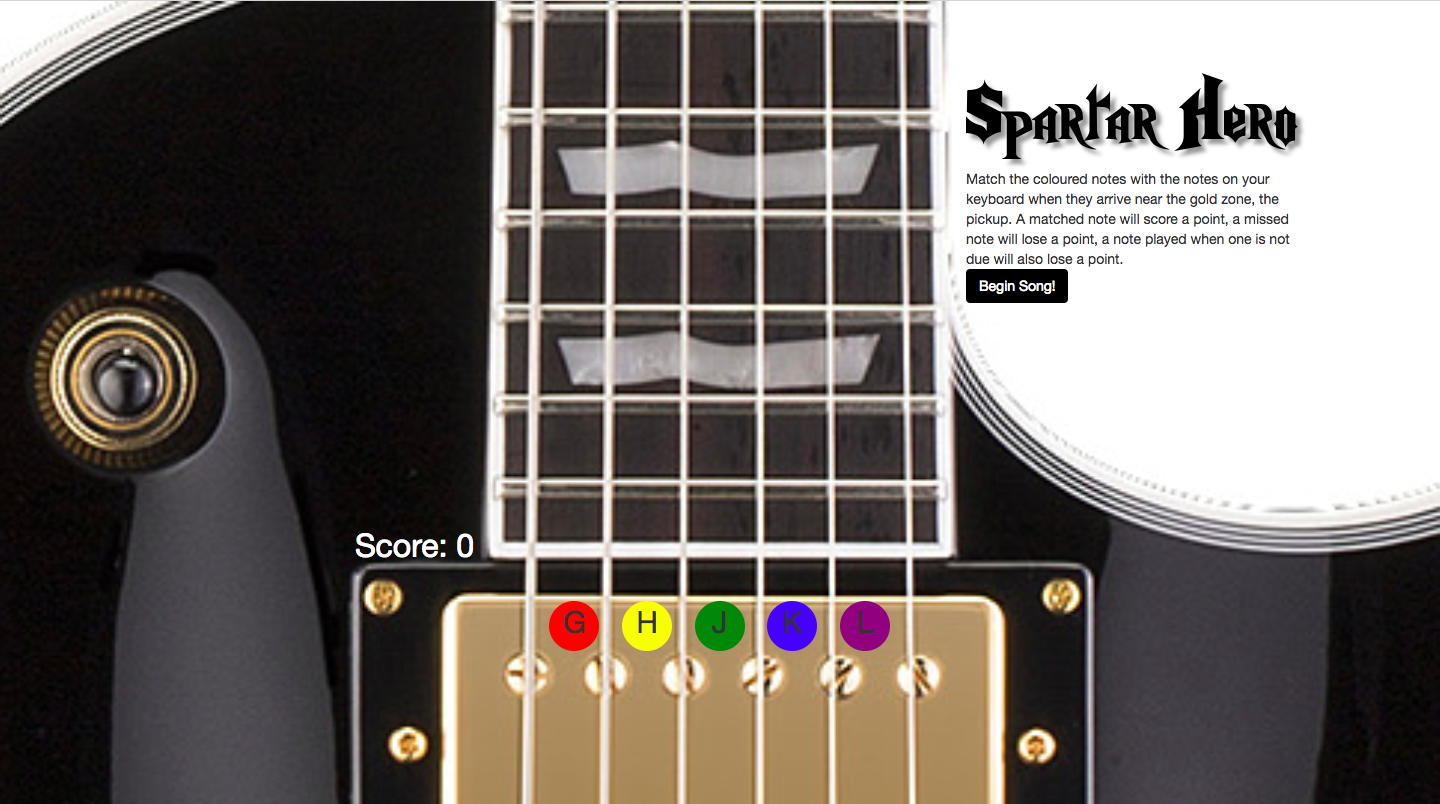 Spartar Hero
Match the coloured notes with the notes on your
keyboard when they arrive near the gold zone, the
pickup. A matched note will score a point, a missed
note will lose a point, a note played when one is not
due will also lose a point.
Begin Song!
Score: 0
G H J K L